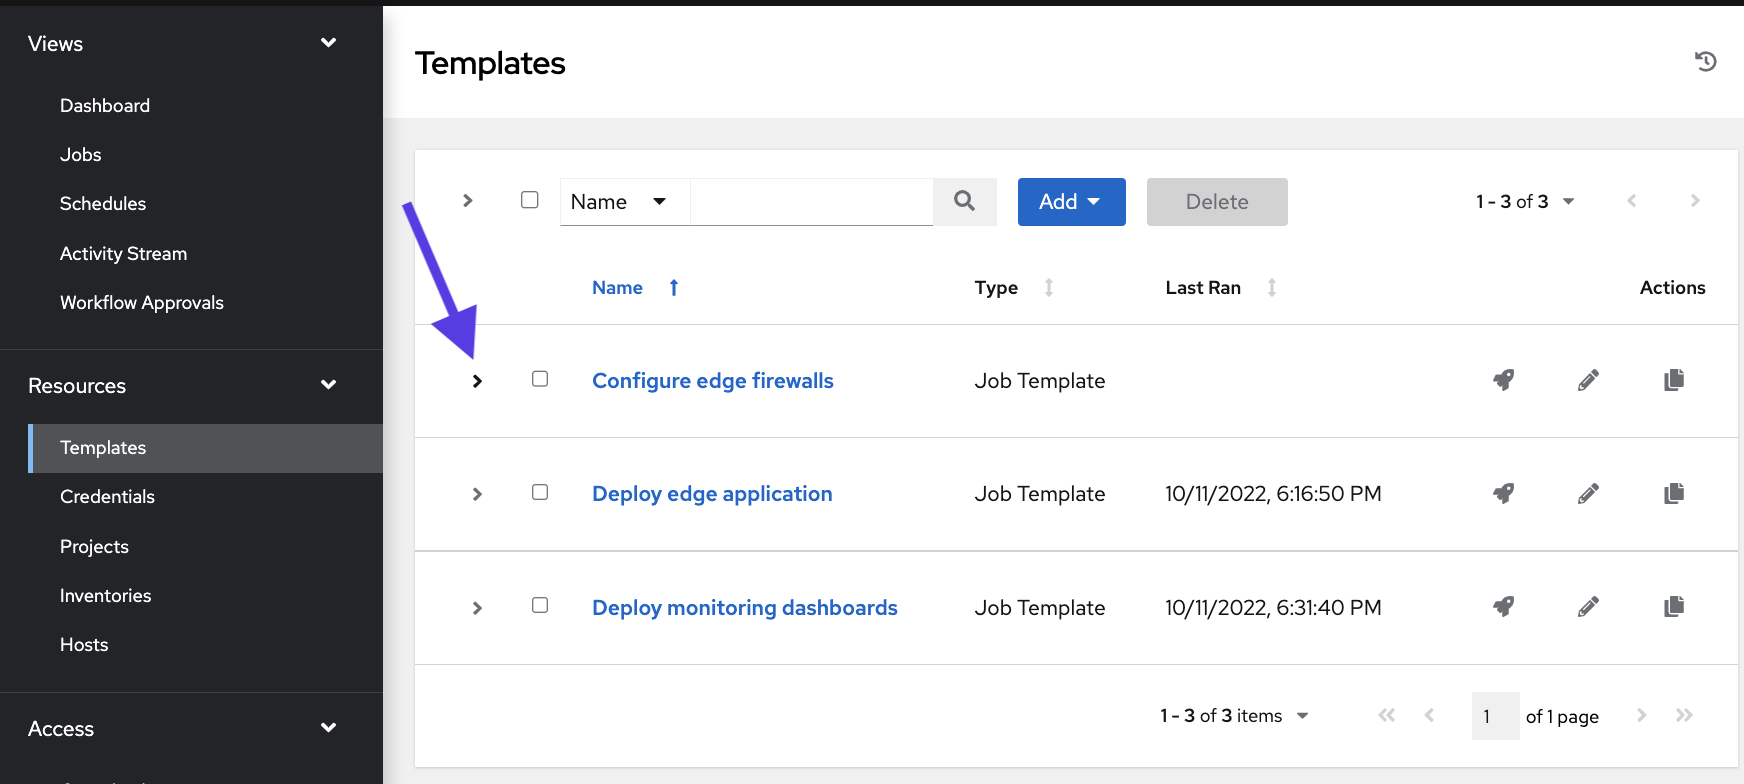 Views
Dashboard
Jobs
Schedules
Activity Stream
Workflow Approvals
Resources
Templates
Credentials
Projects
Inventories
Hosts
Access
Templates
Name
Add
Delete
1 - 3 of 3
Name Type Last Ran Actions
Configure edge firewalls Job Template
Deploy edge application Job Template 10/11/2022, 6:16:50 PM
Deploy monitoring dashboards Job Template 10/11/2022, 6:31:40 PM
1 - 3 of 3 items 1 of 1 page